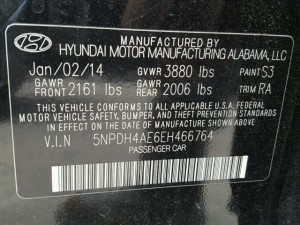 MANUFACTURED BY
HYUNDAI MOTOR MANUFACTURING ALABAMA, LLC
Jan/02/14 GVWR 3880 lbs PAINT S3
GAWR FRONT 2161 lbs GAWR REAR 2006 lbs TRIM RA
THIS VEHICLE CONFORMS TO ALL APPLICABLE U.S. FEDERAL
MOTOR VEHICLE SAFETY, BUMPER, AND THEFT PREVENTION
STANDARDS IN EFFECT ON THE DATE OF MANUFACTURE SHOWN ABOVE.
V.I.N 5NPDH4AE6EH466764
PASSENGER CAR